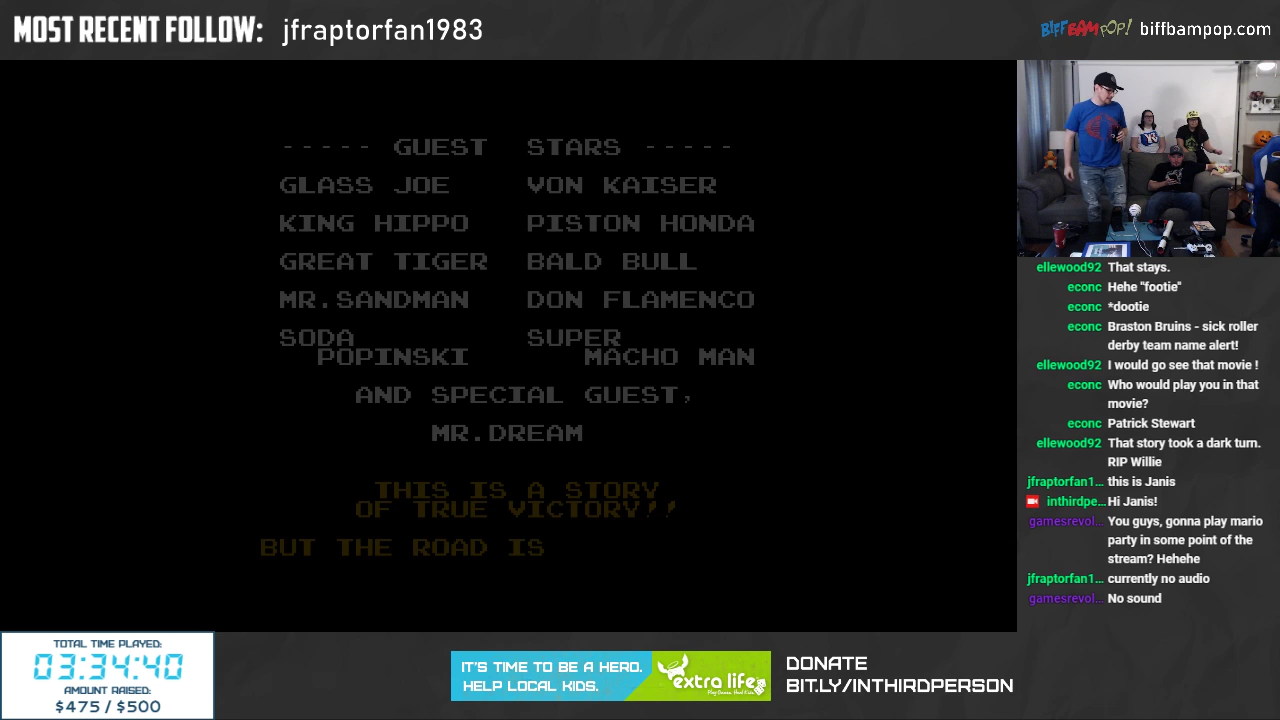 MOST RECENT FOLLOW: jfraptorfan1983
BIFF BAM POP! biffbampop.com
----- GUEST STARS -----
GLASS JOE VON KAISER
KING HIPPO PISTON HONDA
GREAT TIGER BALD BULL
MR.SANDMAN DON FLAMENCO
SODA SUPER
POPINSKI MACHO MAN
AND SPECIAL GUEST,
MR.DREAM
THIS IS A STORY
OF TRUE VICTORY!!
BUT THE ROAD IS
ellewood92 That stays.
econc Hehe "footie"
econc *dootie
econc Braston Bruins - sick roller
derby team name alert!
ellewood92 I would go see that movie !
econc Who would play you in that
movie?
econc Patrick Stewart
ellewood92 That story took a dark turn.
RIP Willie
jfraptorfan1... this is Janis
inthirdpe... Hi Janis!
gamesrevol... You guys, gonna play mario
party in some point of the
stream? Hehehe
jfraptorfan1... currently no audio
gamesrevol... No sound
TOTAL TIME PLAYED:
03:34:40
AMOUNT RAISED:
$475 / $500
IT'S TIME TO BE A HERO.
HELP LOCAL KIDS.
extra life
Play Games. Heal Kids.
DONATE
BIT.LY/INTHIRDPERSON